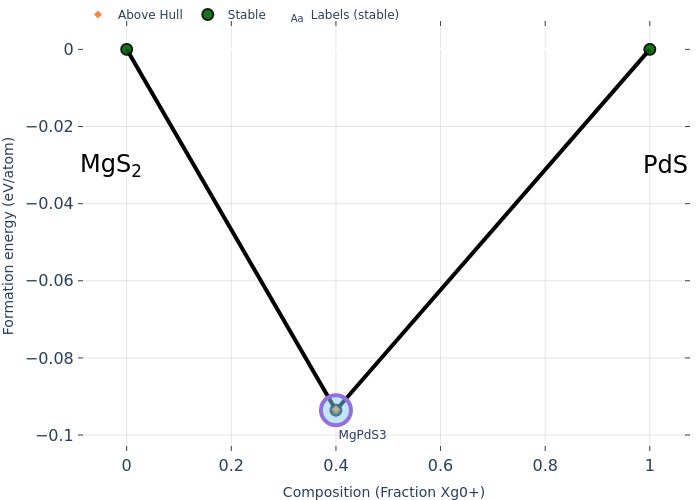 Above Hull
Stable
Aa Labels (stable)
Formation energy (eV/atom)
0
−0.02
−0.04
−0.06
−0.08
−0.1
MgS₂
PdS
MgPdS3
0
0.2
0.4
0.6
0.8
1
Composition (Fraction Xg0+)